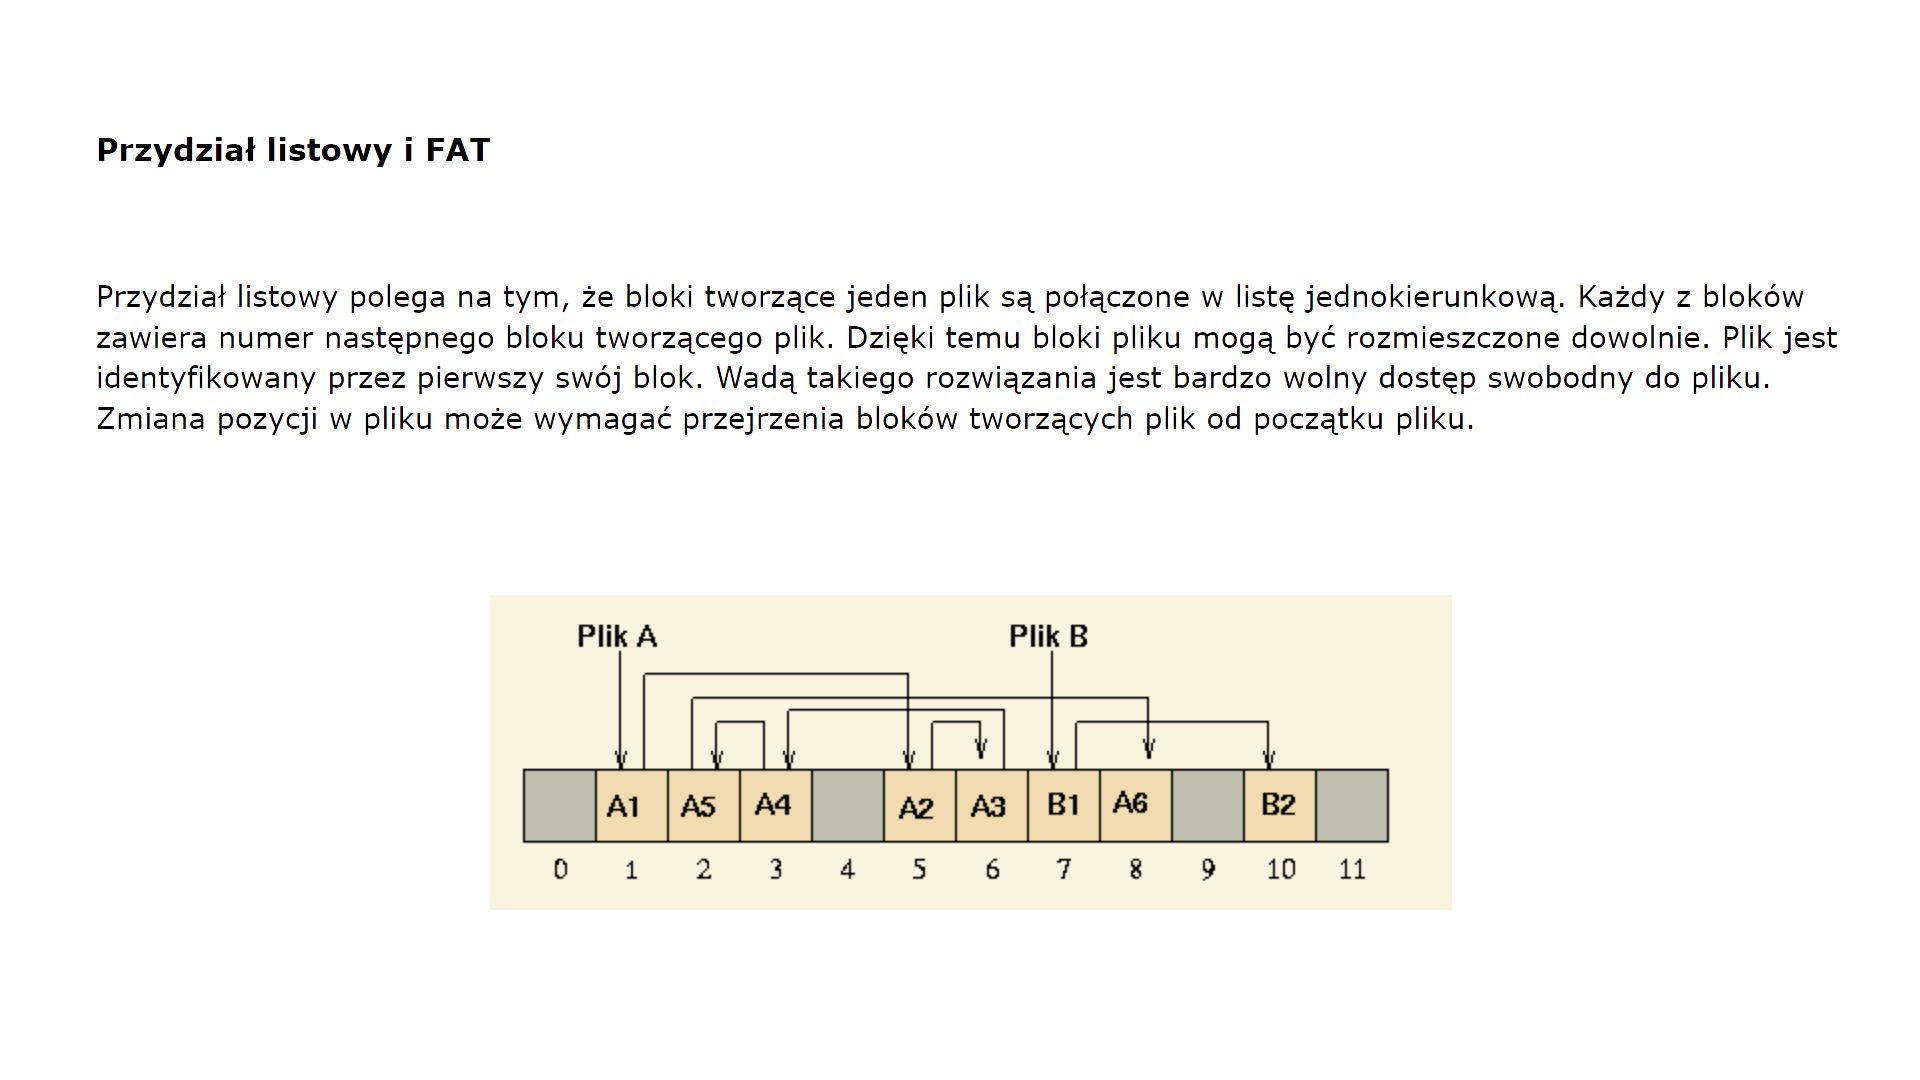 Przydział listowy i FAT
Przydział listowy polega na tym, że bloki tworzące jeden plik są połączone w listę jednokierunkową. Każdy z bloków
zawiera numer następnego bloku tworzącego plik. Dzięki temu bloki pliku mogą być rozmieszczone dowolnie. Plik jest
identyfikowany przez pierwszy swój blok. Wadą takiego rozwiązania jest bardzo wolny dostęp swobodny do pliku.
Zmiana pozycji w pliku może wymagać przejrzenia bloków tworzących plik od początku pliku.
Plik A Plik B
A1 A5 A4 A2 A3 B1 A6 B2
0 1 2 3 4 5 6 7 8 9 10 11